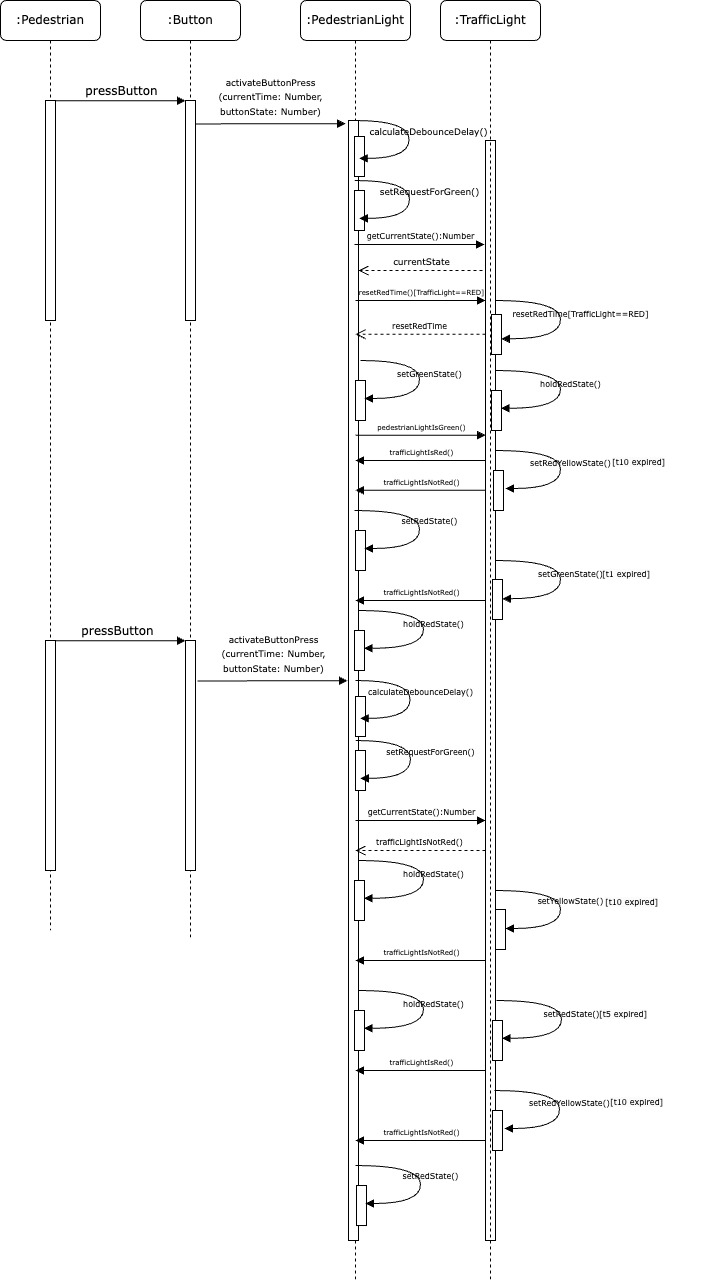 :Pedestrian
:Button
:PedestrianLight
:TrafficLight
pressButton
activateButtonPress
(currentTime: Number,
buttonState: Number)
calculateDebounceDelay()
setRequestForGreen()
getCurrentState():Number
currentState
resetRedTime()[TrafficLight==RED]
resetRedTime[TrafficLight==RED]
resetRedTime
setGreenState()
holdRedState()
pedestrianLightIsGreen()
trafficLightIsRed()
setRedYellowState() [t10 expired]
trafficLightIsNotRed()
setRedState()
setGreenState()[t1 expired]
trafficLightIsNotRed()
holdRedState()
pressButton
activateButtonPress
(currentTime: Number,
buttonState: Number)
calculateDebounceDelay()
setRequestForGreen()
getCurrentState():Number
trafficLightIsNotRed()
holdRedState()
setYellowState() [t10 expired]
trafficLightIsNotRed()
holdRedState()
setRedState()[t5 expired]
trafficLightIsRed()
setRedYellowState()[t10 expired]
trafficLightIsNotRed()
setRedState()